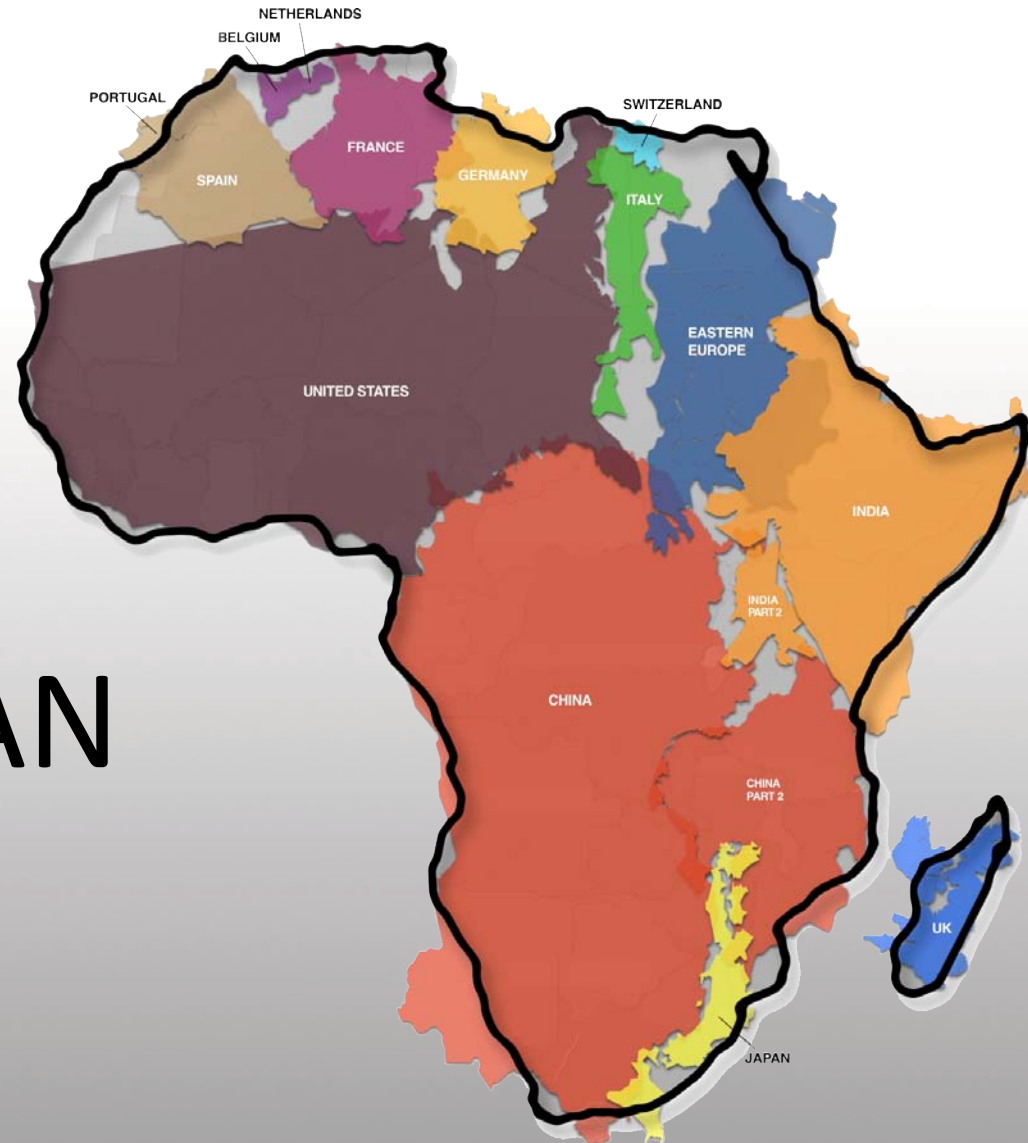 NETHERLANDS
BELGIUM
PORTUGAL
SWITZERLAND
FRANCE
GERMANY
SPAIN
ITALY
EASTERN
EUROPE
UNITED STATES
INDIA
INDIA
PART 2
CHINA
AN
CHINA
PART 2
UK
JAPAN